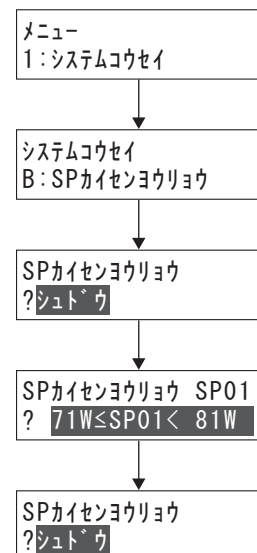 ﾒﾆｭｰ
1:ｼｽﾃﾑｺｳｾｲ
ｼｽﾃﾑｺｳｾｲ
B:SPｶｲｾﾝﾖｳﾘｮｳ
SPｶｲｾﾝﾖｳﾘｮｳ
?ｼｭﾄﾞｳ
SPｶｲｾﾝﾖｳﾘｮｳ SP01
? 71W≤SP01< 81W
SPｶｲｾﾝﾖｳﾘｮｳ
?ｼｭﾄﾞｳ